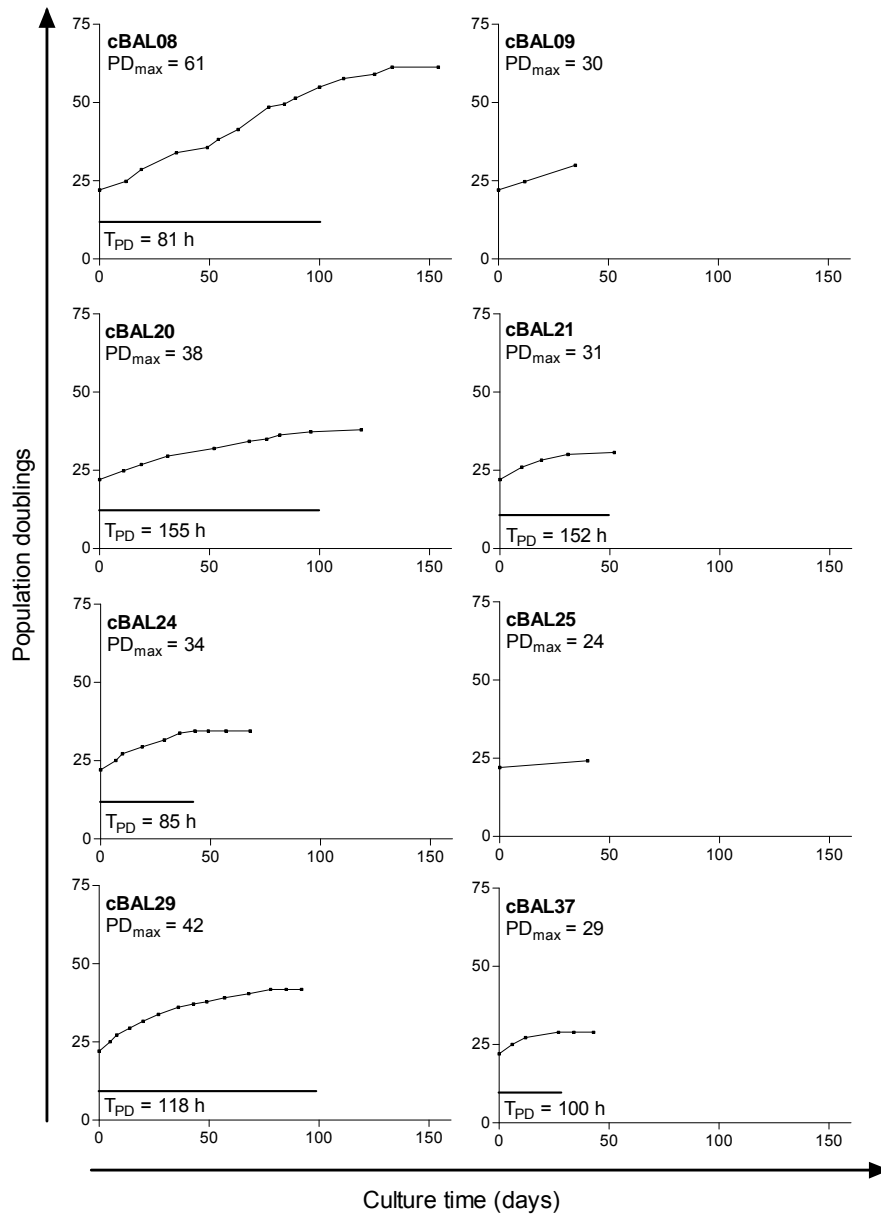 Population doublings
75
cBAL08
PDmax = 61
50
25
TPD = 81 h
0
0 50 100 150
75
cBAL09
PDmax = 30
50
25
0
0 50 100 150
75
cBAL20
PDmax = 38
50
25
TPD = 155 h
0
0 50 100 150
75
cBAL21
PDmax = 31
50
25
TPD = 152 h
0
0 50 100 150
75
cBAL24
PDmax = 34
50
25
TPD = 85 h
0
0 50 100 150
75
cBAL25
PDmax = 24
50
25
0
0 50 100 150
75
cBAL29
PDmax = 42
50
25
TPD = 118 h
0
0 50 100 150
75
cBAL37
PDmax = 29
50
25
TPD = 100 h
0
0 50 100 150
Culture time (days)